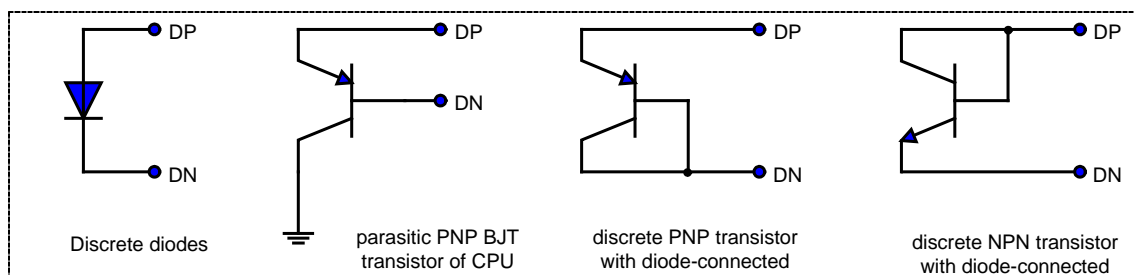 DP
DP
DP
DP
DN
DN
DN
DN
Discrete diodes
parasitic PNP BJT
transistor of CPU
discrete PNP transistor
with diode-connected
discrete NPN transistor
with diode-connected